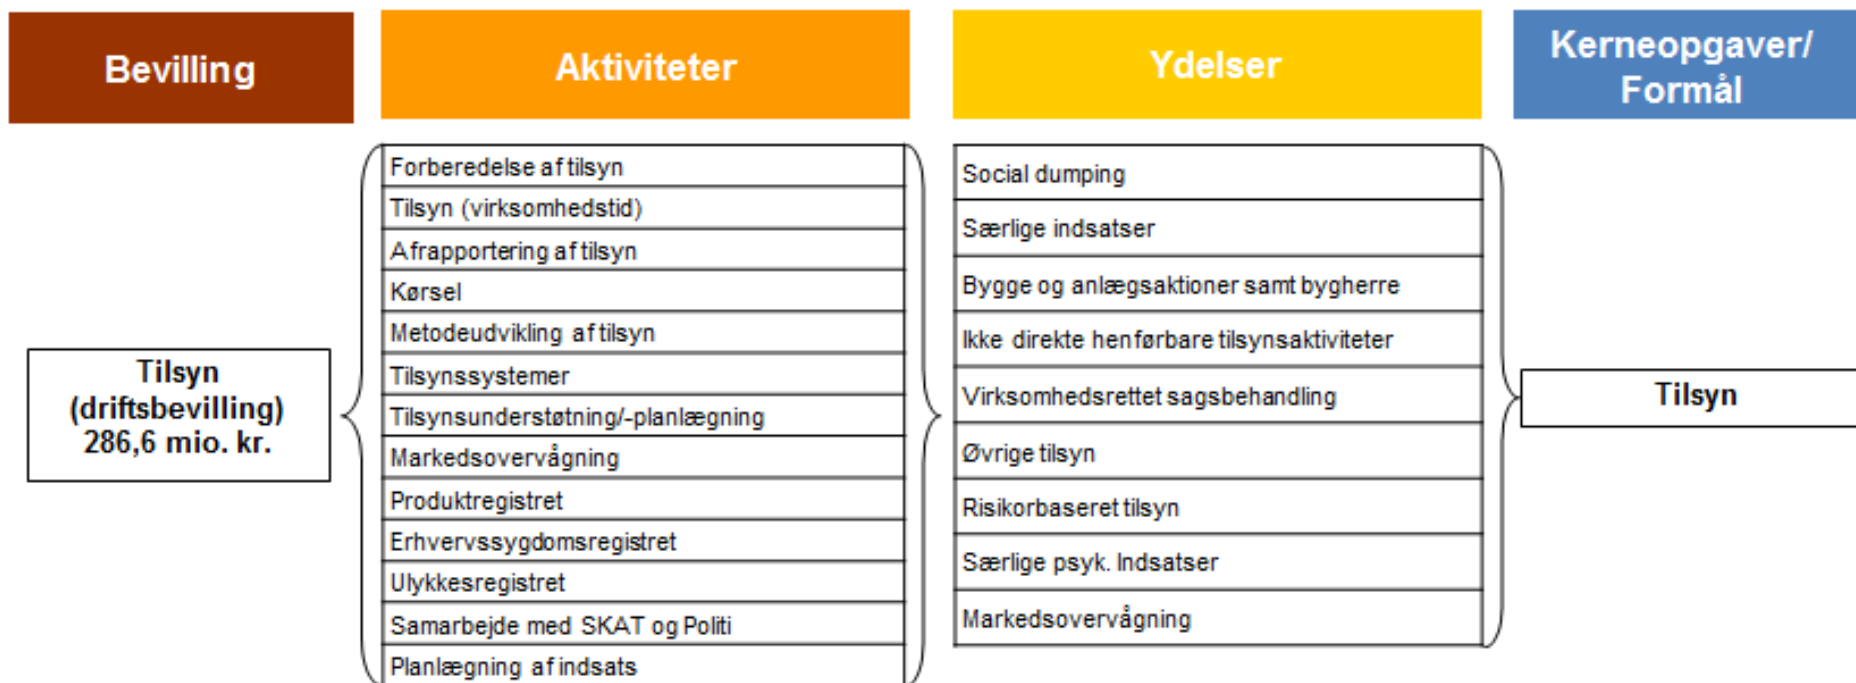 Bevilling
Aktiviteter
Ydelser
Kerneopgaver/
Formål
Tilsyn
(driftsbevilling)
286,6 mio. kr.
Forberedelse af tilsyn
Tilsyn (virksomhedstid)
Afrapportering af tilsyn
Kørsel
Metodeudvikling af tilsyn
Tilsynssystemer
Tilsynsunderstøtning/-planlægning
Markedsovervågning
Produktregistret
Erhvervssygdomsregistret
Ulykkesregistret
Samarbejde med SKAT og Politi
Planlægning af indsats
Social dumping
Særlige indsatser
Bygge og anlægsaktioner samt bygherre
Ikke direkte henførbare tilsynsaktiviteter
Virksomhedsrettet sagsbehandling
Øvrige tilsyn
Risikorbaseret tilsyn
Særlige psyk. Indsatser
Markedsovervågning
Tilsyn